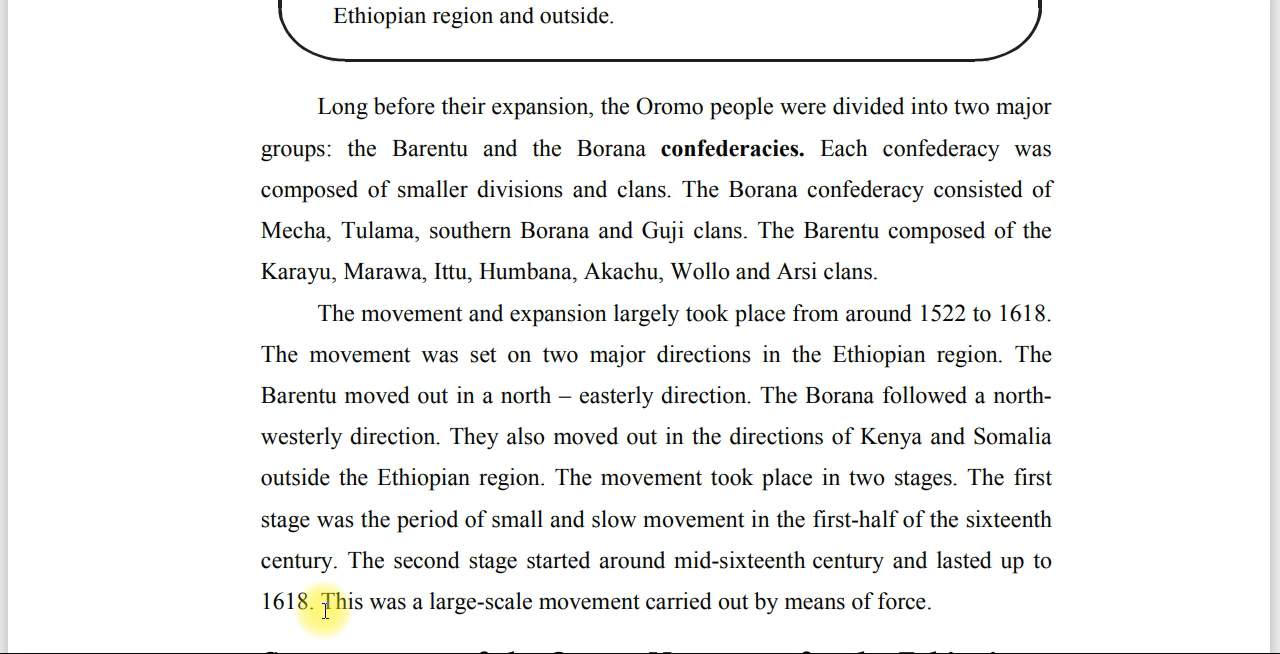 Ethiopian region and outside.
Long before their expansion, the Oromo people were divided into two major
groups: the Barentu and the Borana confederacies. Each confederacy was
composed of smaller divisions and clans. The Borana confederacy consisted of
Mecha, Tulama, southern Borana and Guji clans. The Barentu composed of the
Karayu, Marawa, Ittu, Humbana, Akachu, Wollo and Arsi clans.
The movement and expansion largely took place from around 1522 to 1618.
The movement was set on two major directions in the Ethiopian region. The
Barentu moved out in a north – easterly direction. The Borana followed a north-
westerly direction. They also moved out in the directions of Kenya and Somalia
outside the Ethiopian region. The movement took place in two stages. The first
stage was the period of small and slow movement in the first-half of the sixteenth
century. The second stage started around mid-sixteenth century and lasted up to
1618. This was a large-scale movement carried out by means of force.